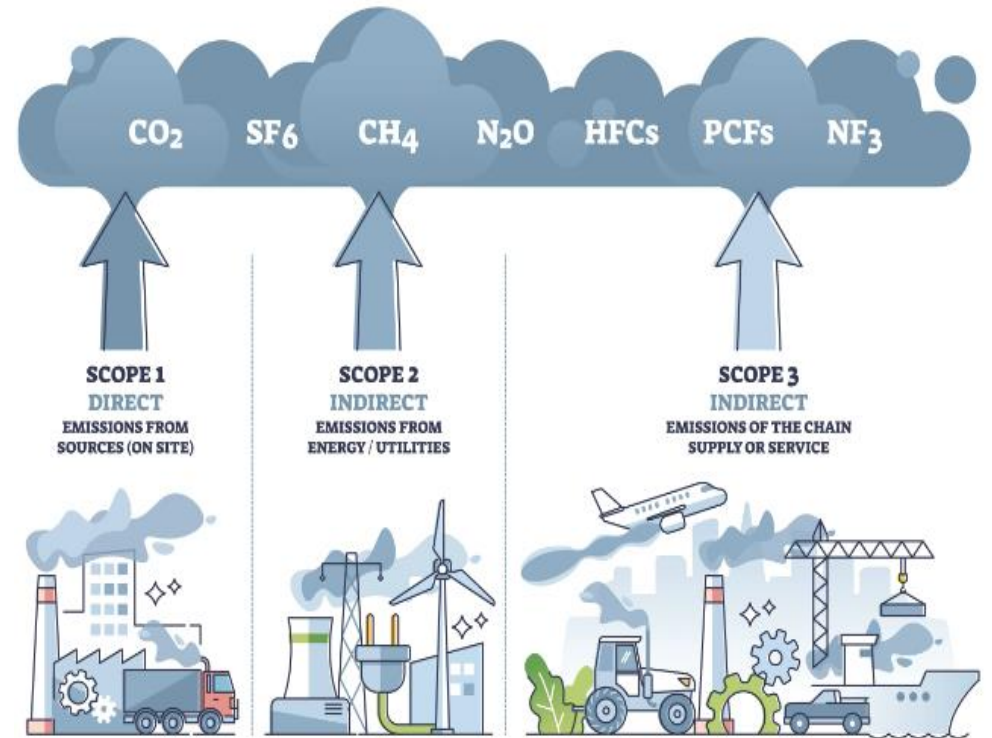 CO₂ SF₆ CH₄ N₂O HFCs PCFs NF₃
SCOPE 1
DIRECT
EMISSIONS FROM
SOURCES (ON SITE)
SCOPE 2
INDIRECT
EMISSIONS FROM
ENERGY / UTILITIES
SCOPE 3
INDIRECT
EMISSIONS OF THE CHAIN
SUPPLY OR SERVICE